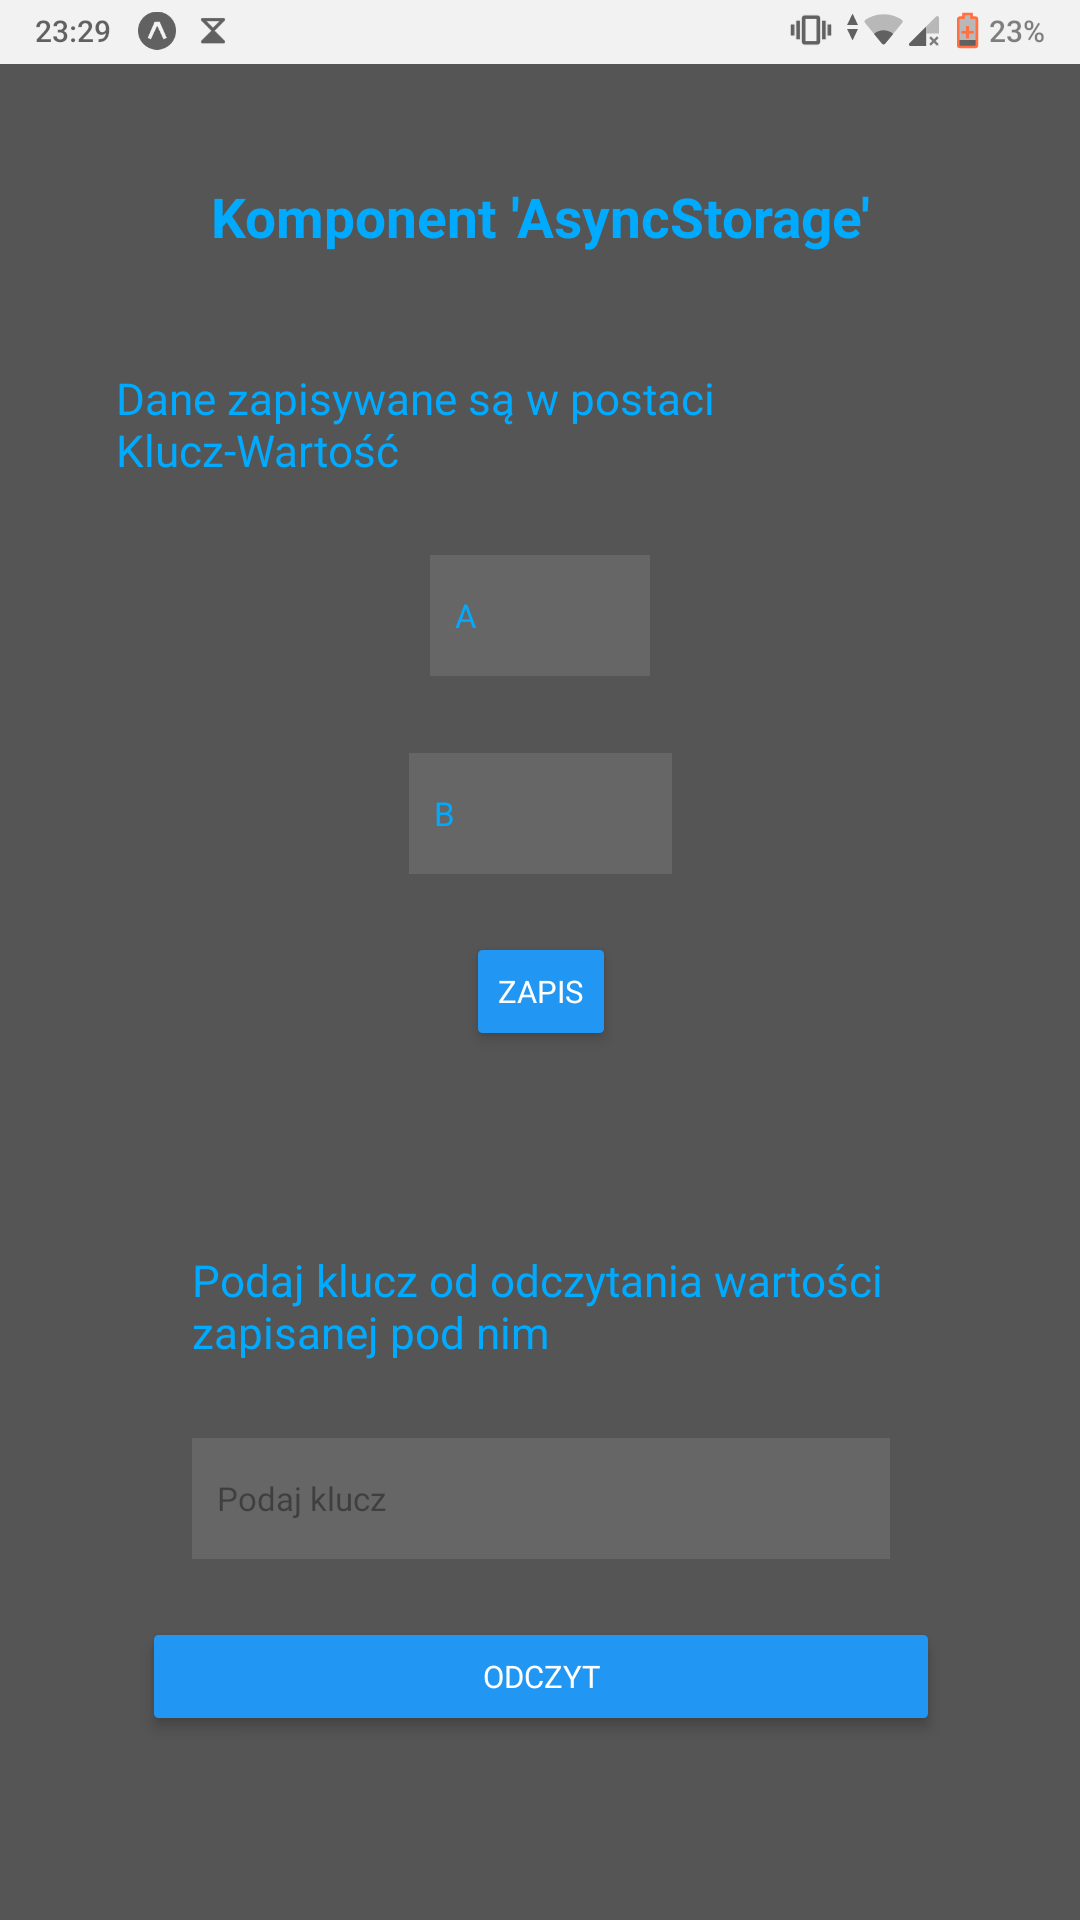 23:29
23%
Komponent 'AsyncStorage'
Dane zapisywane są w postaci
Klucz-Wartość
A
B
ZAPIS
Podaj klucz od odczytania wartości
zapisanej pod nim
Podaj klucz
ODCZYT